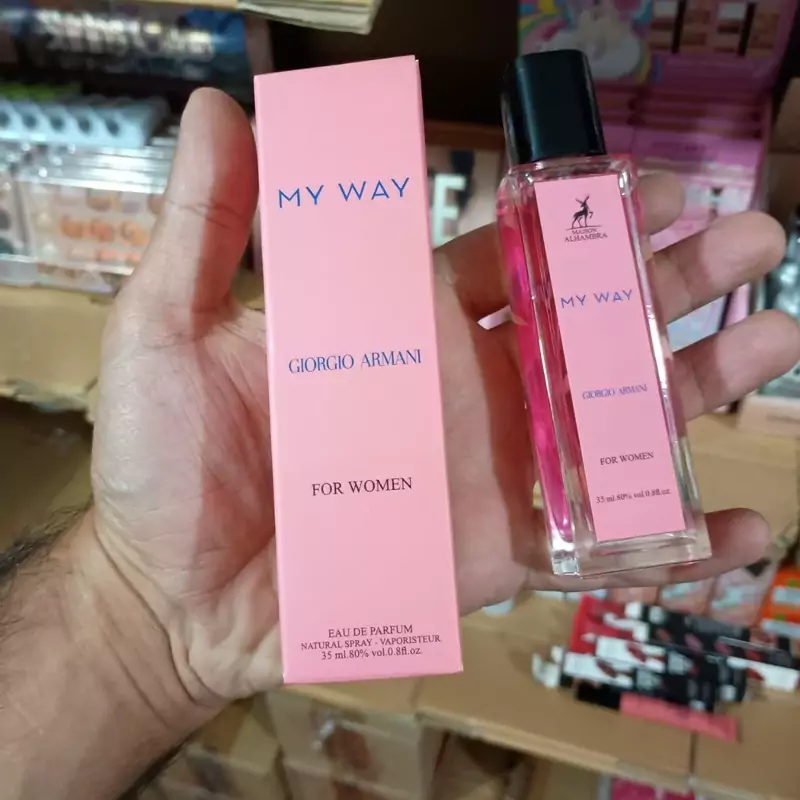 MY WAY
GIORGIO ARMANI
FOR WOMEN
EAU DE PARFUM
NATURAL SPRAY - VAPORISTEUR
35 ml.80% vol.0.8fl.oz.
MAISON
ALHAMBRA
MY WAY
GIORGIO ARMANI
FOR WOMEN
35 ml.80% vol.0.8fl.oz.